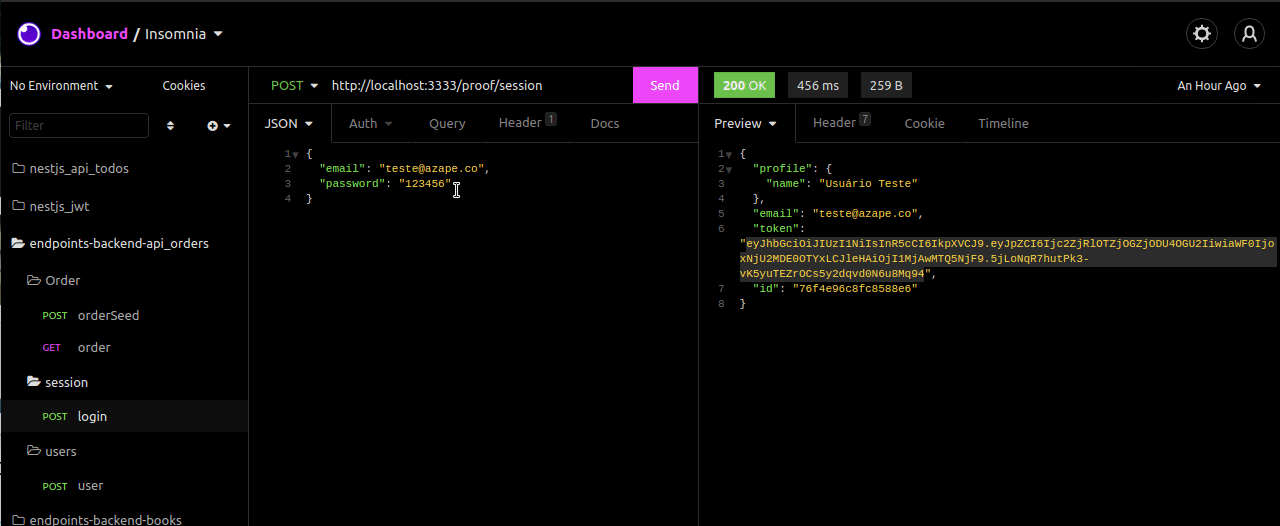 Dashboard / Insomnia
No Environment Cookies
POST http://localhost:3333/proof/session Send
200 OK 456 ms 259 B An Hour Ago
Filter
JSON Auth Query Header 1 Docs
Preview Header 7 Cookie Timeline
nestjs_api_todos
nestjs_jwt
endpoints-backend-api_orders
Order
POST orderSeed
GET order
session
POST login
users
POST user
endpoints-backend-books
1 {
2 "email": "teste@azape.co",
3 "password": "123456"
4 }
1 {
2 "profile": {
3 "name": "Usuário Teste"
4 },
5 "email": "teste@azape.co",
6 "token":
"eyJhbGciOiJIUzI1NiIsInR5cCI6IkpXVCJ9.eyJpZCI6Ijc2ZjRlOTZjOGZjODU4OGU2IiwiaWF0Ijo
xNjU2MDE0OTYxLCJleHAiOjI1MjAwMTQ5NjF9.5jLoNqR7hutPk3-
vK5yuTEZrOCs5y2dqvd0N6u8Mq94",
7 "id": "76f4e96c8fc8588e6"
8 }